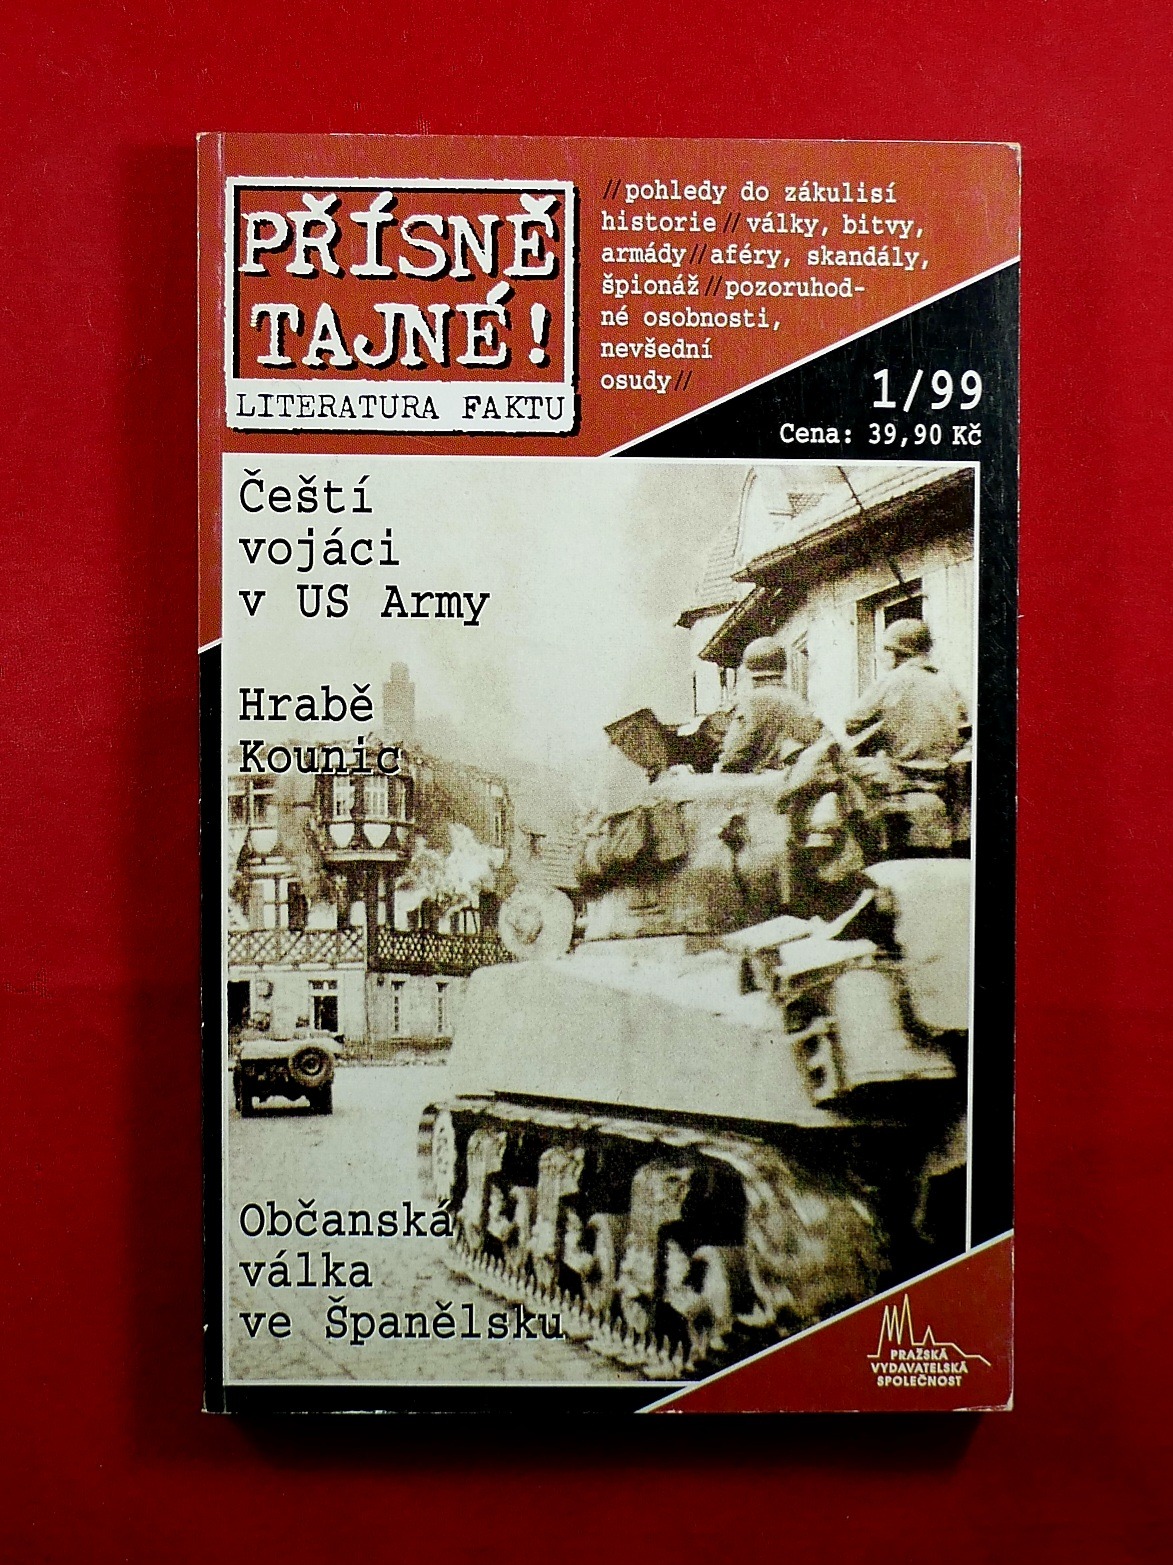 PŘÍSNĚ
TAJNÉ!
LITERATURA FAKTU
//pohledy do zákulisí
historie//války, bitvy,
armády//aféry, skandály,
špionáž//pozoruhod-
né osobnosti,
nevšední
osudy//
1/99
Cena: 39,90 Kč
Čeští
vojáci
v US Army
Hrabě
Kounic
Občanská
válka
ve Španělsku
PRAŽSKÁ
VYDAVATELSKÁ
SPOLEČNOST